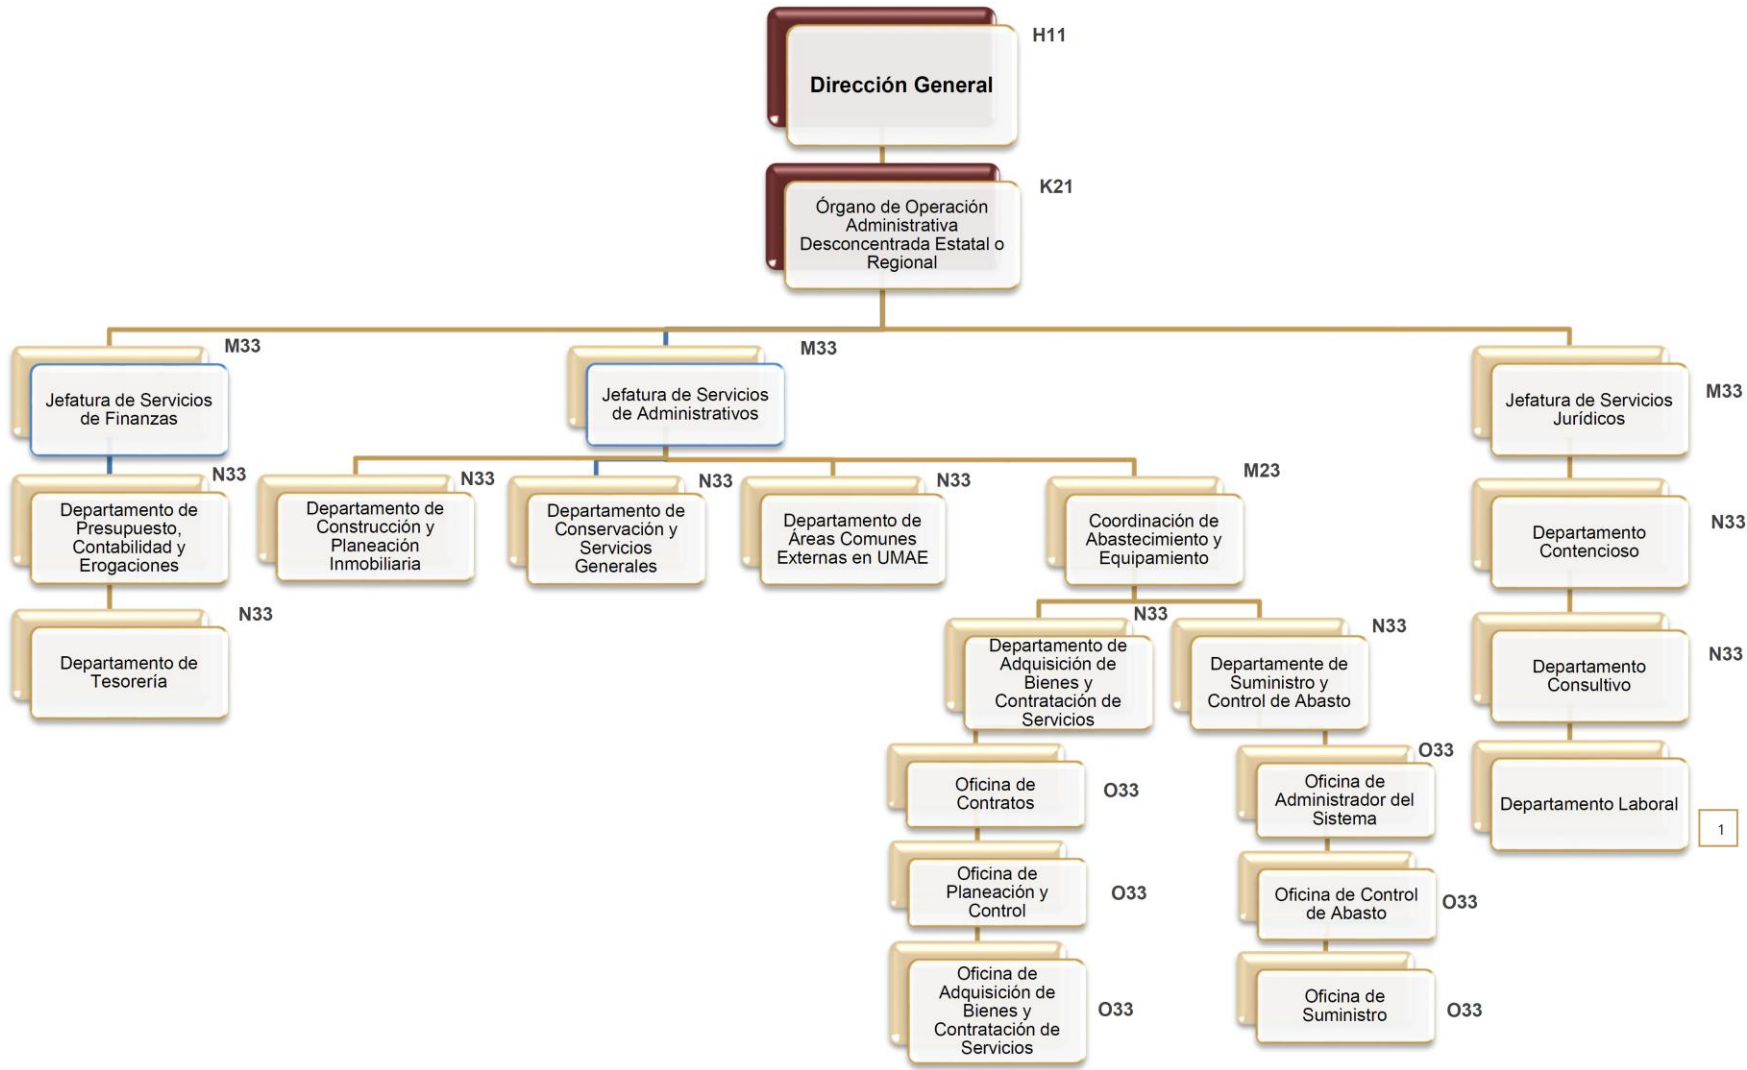 H11
Dirección General
K21
Órgano de Operación
Administrativa
Desconcentrada Estatal o
Regional
M33
Jefatura de Servicios
de Finanzas
M33
Jefatura de Servicios
de Administrativos
M33
Jefatura de Servicios
Jurídicos
N33
Departamento de
Presupuesto,
Contabilidad y
Erogaciones
N33
Departamento de
Construcción y
Planeación
Inmobiliaria
N33
Departamento de
Conservación y
Servicios
Generales
N33
Departamento de
Áreas Comunes
Externas en UMAE
M23
Coordinación de
Abastecimiento y
Equipamiento
N33
Departamento
Contencioso
N33
Departamento de
Tesorería
N33
Departamento de
Adquisición de
Bienes y
Contratación de
Servicios
N33
Departamente de
Suministro y
Control de Abasto
N33
Departamento
Consultivo
O33
Oficina de
Contratos
O33
Oficina de
Administrador del
Sistema
Departamento Laboral
1
Oficina de
Planeación y
Control
O33
Oficina de Control
de Abasto
O33
Oficina de
Adquisición de
Bienes y
Contratación de
Servicios
O33
Oficina de
Suministro
O33